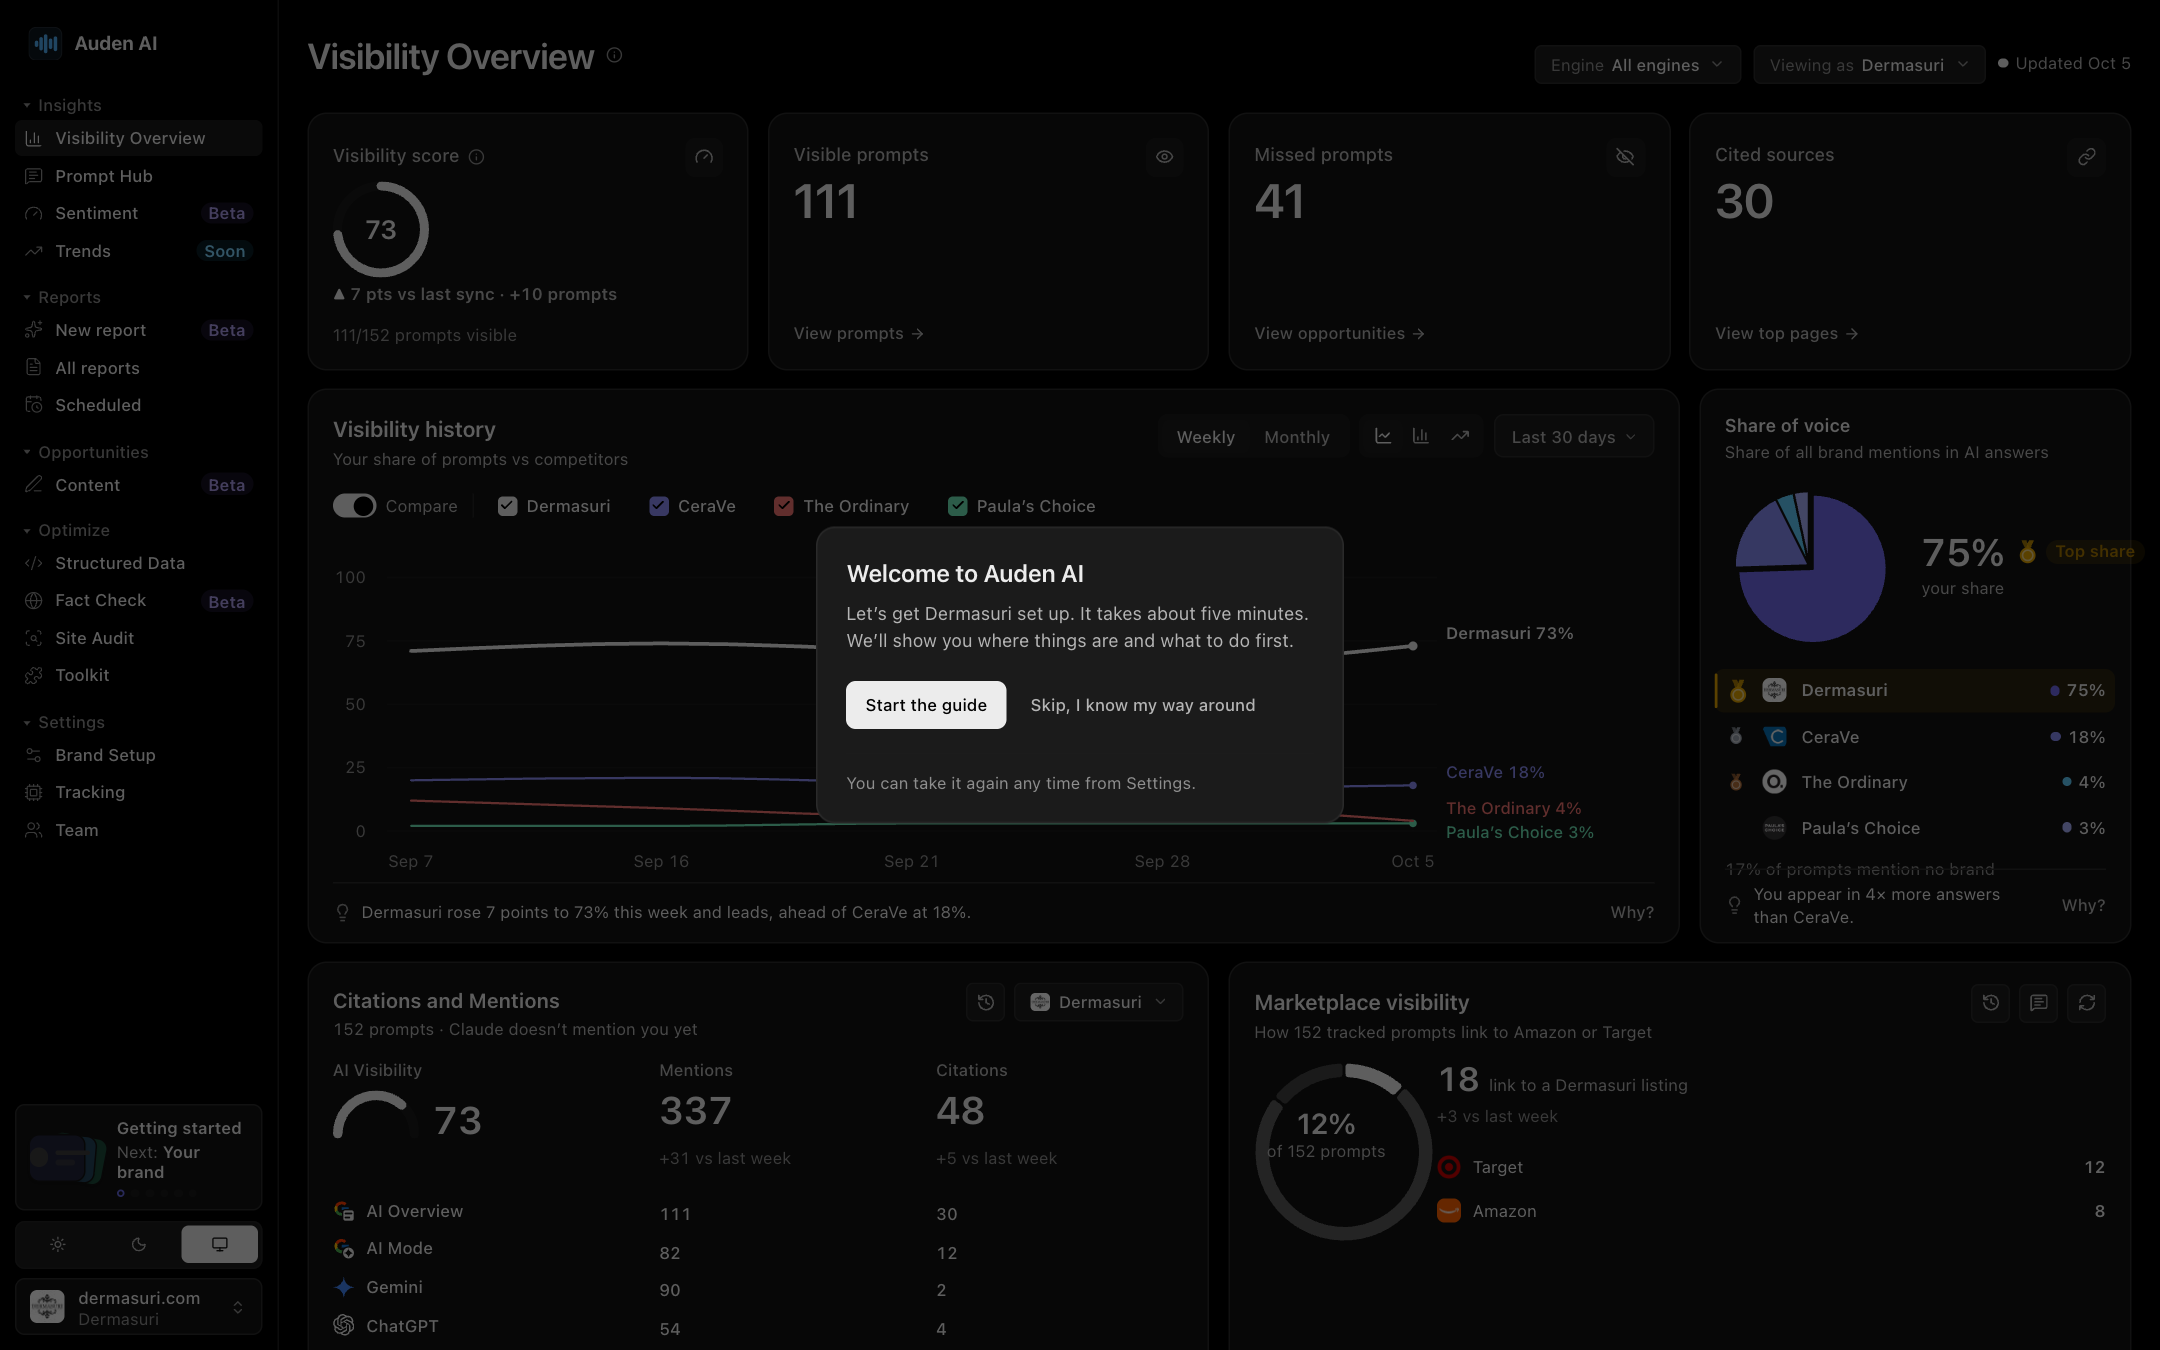 Auden AI
Insights
Visibility Overview
Prompt Hub
Sentiment Beta
Trends Soon
Reports
New report Beta
All reports
Scheduled
Opportunities
Content Beta
Optimize
Structured Data
Fact Check Beta
Site Audit
Toolkit
Settings
Brand Setup
Tracking
Team
Getting started
Next: Your
brand
dermasuri.com
Dermasuri
Visibility Overview
Engine All engines
Viewing as Dermasuri
Updated Oct 5
Visibility score
73
▲ 7 pts vs last sync · +10 prompts
111/152 prompts visible
Visible prompts
111
View prompts →
Missed prompts
41
View opportunities →
Cited sources
30
View top pages →
Visibility history
Your share of prompts vs competitors
Weekly Monthly
Last 30 days
Compare Dermasuri CeraVe The Ordinary Paula's Choice
100
75
50
25
0
Sep 7 Sep 16 Sep 21 Sep 28 Oct 5
Dermasuri 73%
CeraVe 18%
The Ordinary 4%
Paula's Choice 3%
Dermasuri rose 7 points to 73% this week and leads, ahead of CeraVe at 18%.
Why?
Welcome to Auden AI
Let's get Dermasuri set up. It takes about five minutes.
We'll show you where things are and what to do first.
Start the guide
Skip, I know my way around
You can take it again any time from Settings.
Share of voice
Share of all brand mentions in AI answers
75% Top share
your share
Dermasuri 75%
CeraVe 18%
The Ordinary 4%
Paula's Choice 3%
17% of prompts mention no brand
You appear in 4× more answers
than CeraVe.
Why?
Citations and Mentions
152 prompts · Claude doesn't mention you yet
Dermasuri
AI Visibility
73
Mentions
337
+31 vs last week
Citations
48
+5 vs last week
AI Overview 111 30
AI Mode 82 12
Gemini 90 2
ChatGPT 54 4
Marketplace visibility
How 152 tracked prompts link to Amazon or Target
12%
of 152 prompts
18 link to a Dermasuri listing
+3 vs last week
Target 12
Amazon 8